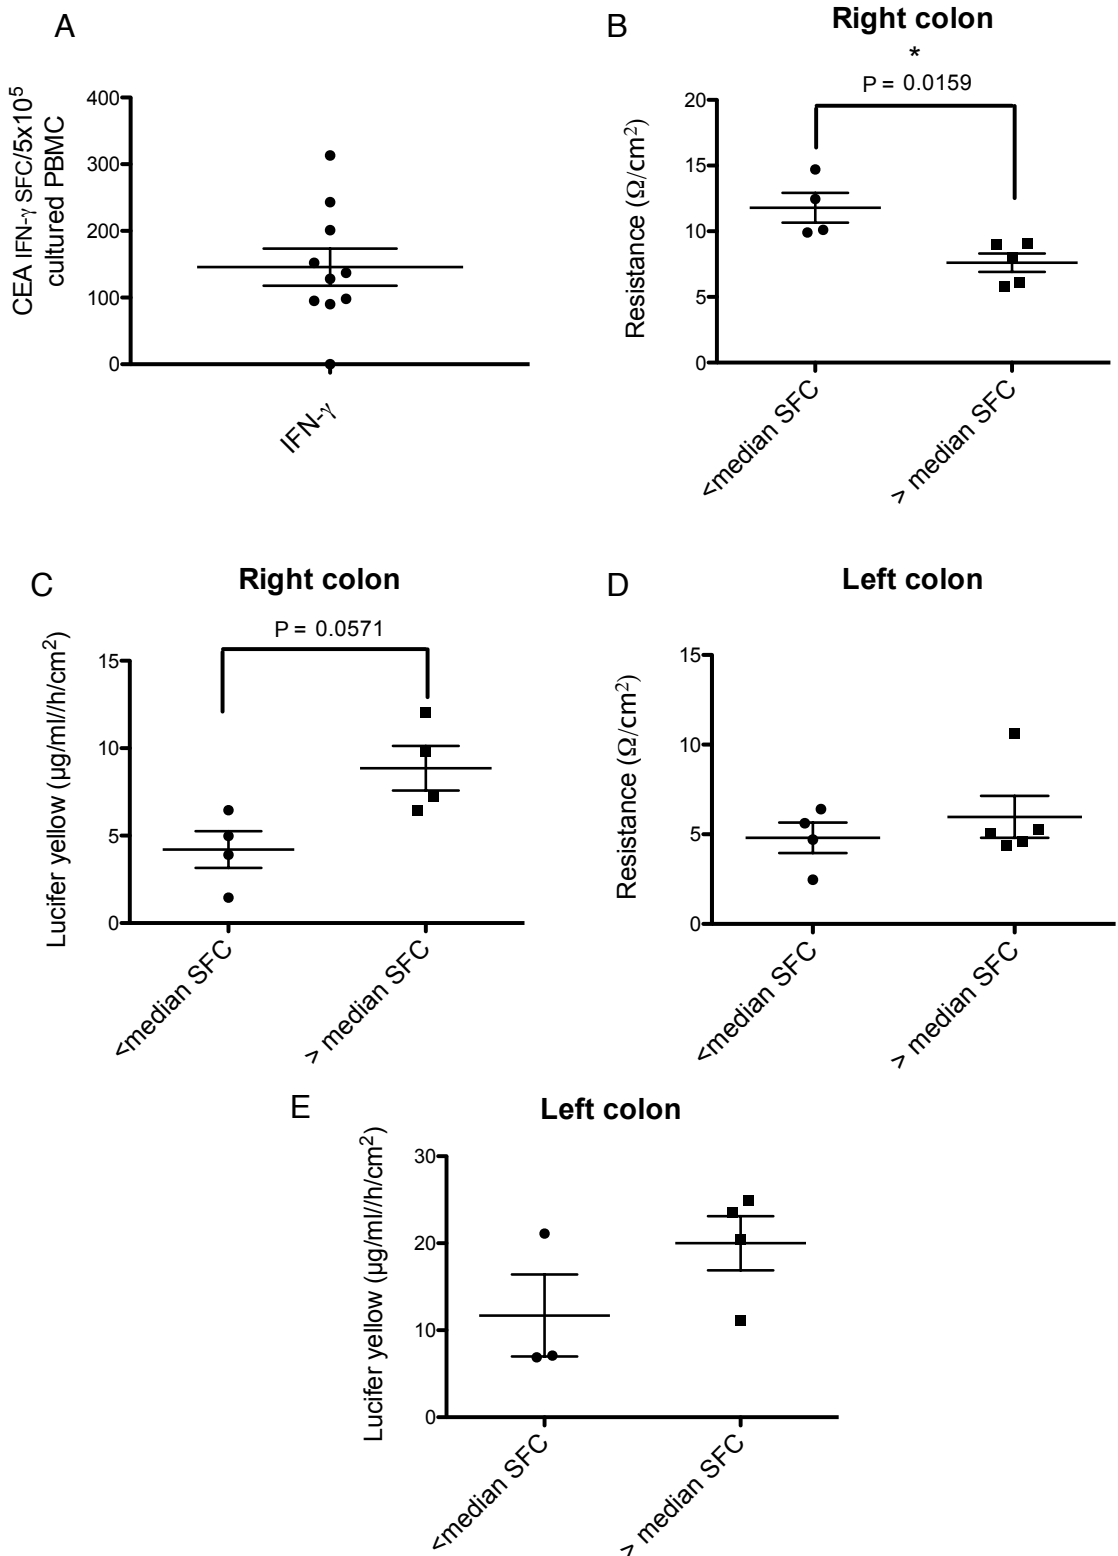 A
CEA IFN-γ SFC/5x10⁵
cultured PBMC
400
300
200
100
0
IFN-γ
B
Right colon
*
P = 0.0159
Resistance (Ω/cm²)
20
15
10
5
0
<median SFC
> median SFC
C
Right colon
P = 0.0571
Lucifer yellow (µg/ml//h/cm²)
15
10
5
0
<median SFC
> median SFC
D
Left colon
Resistance (Ω/cm²)
15
10
5
0
<median SFC
> median SFC
E
Left colon
Lucifer yellow (µg/ml//h/cm²)
30
20
10
0
<median SFC
> median SFC